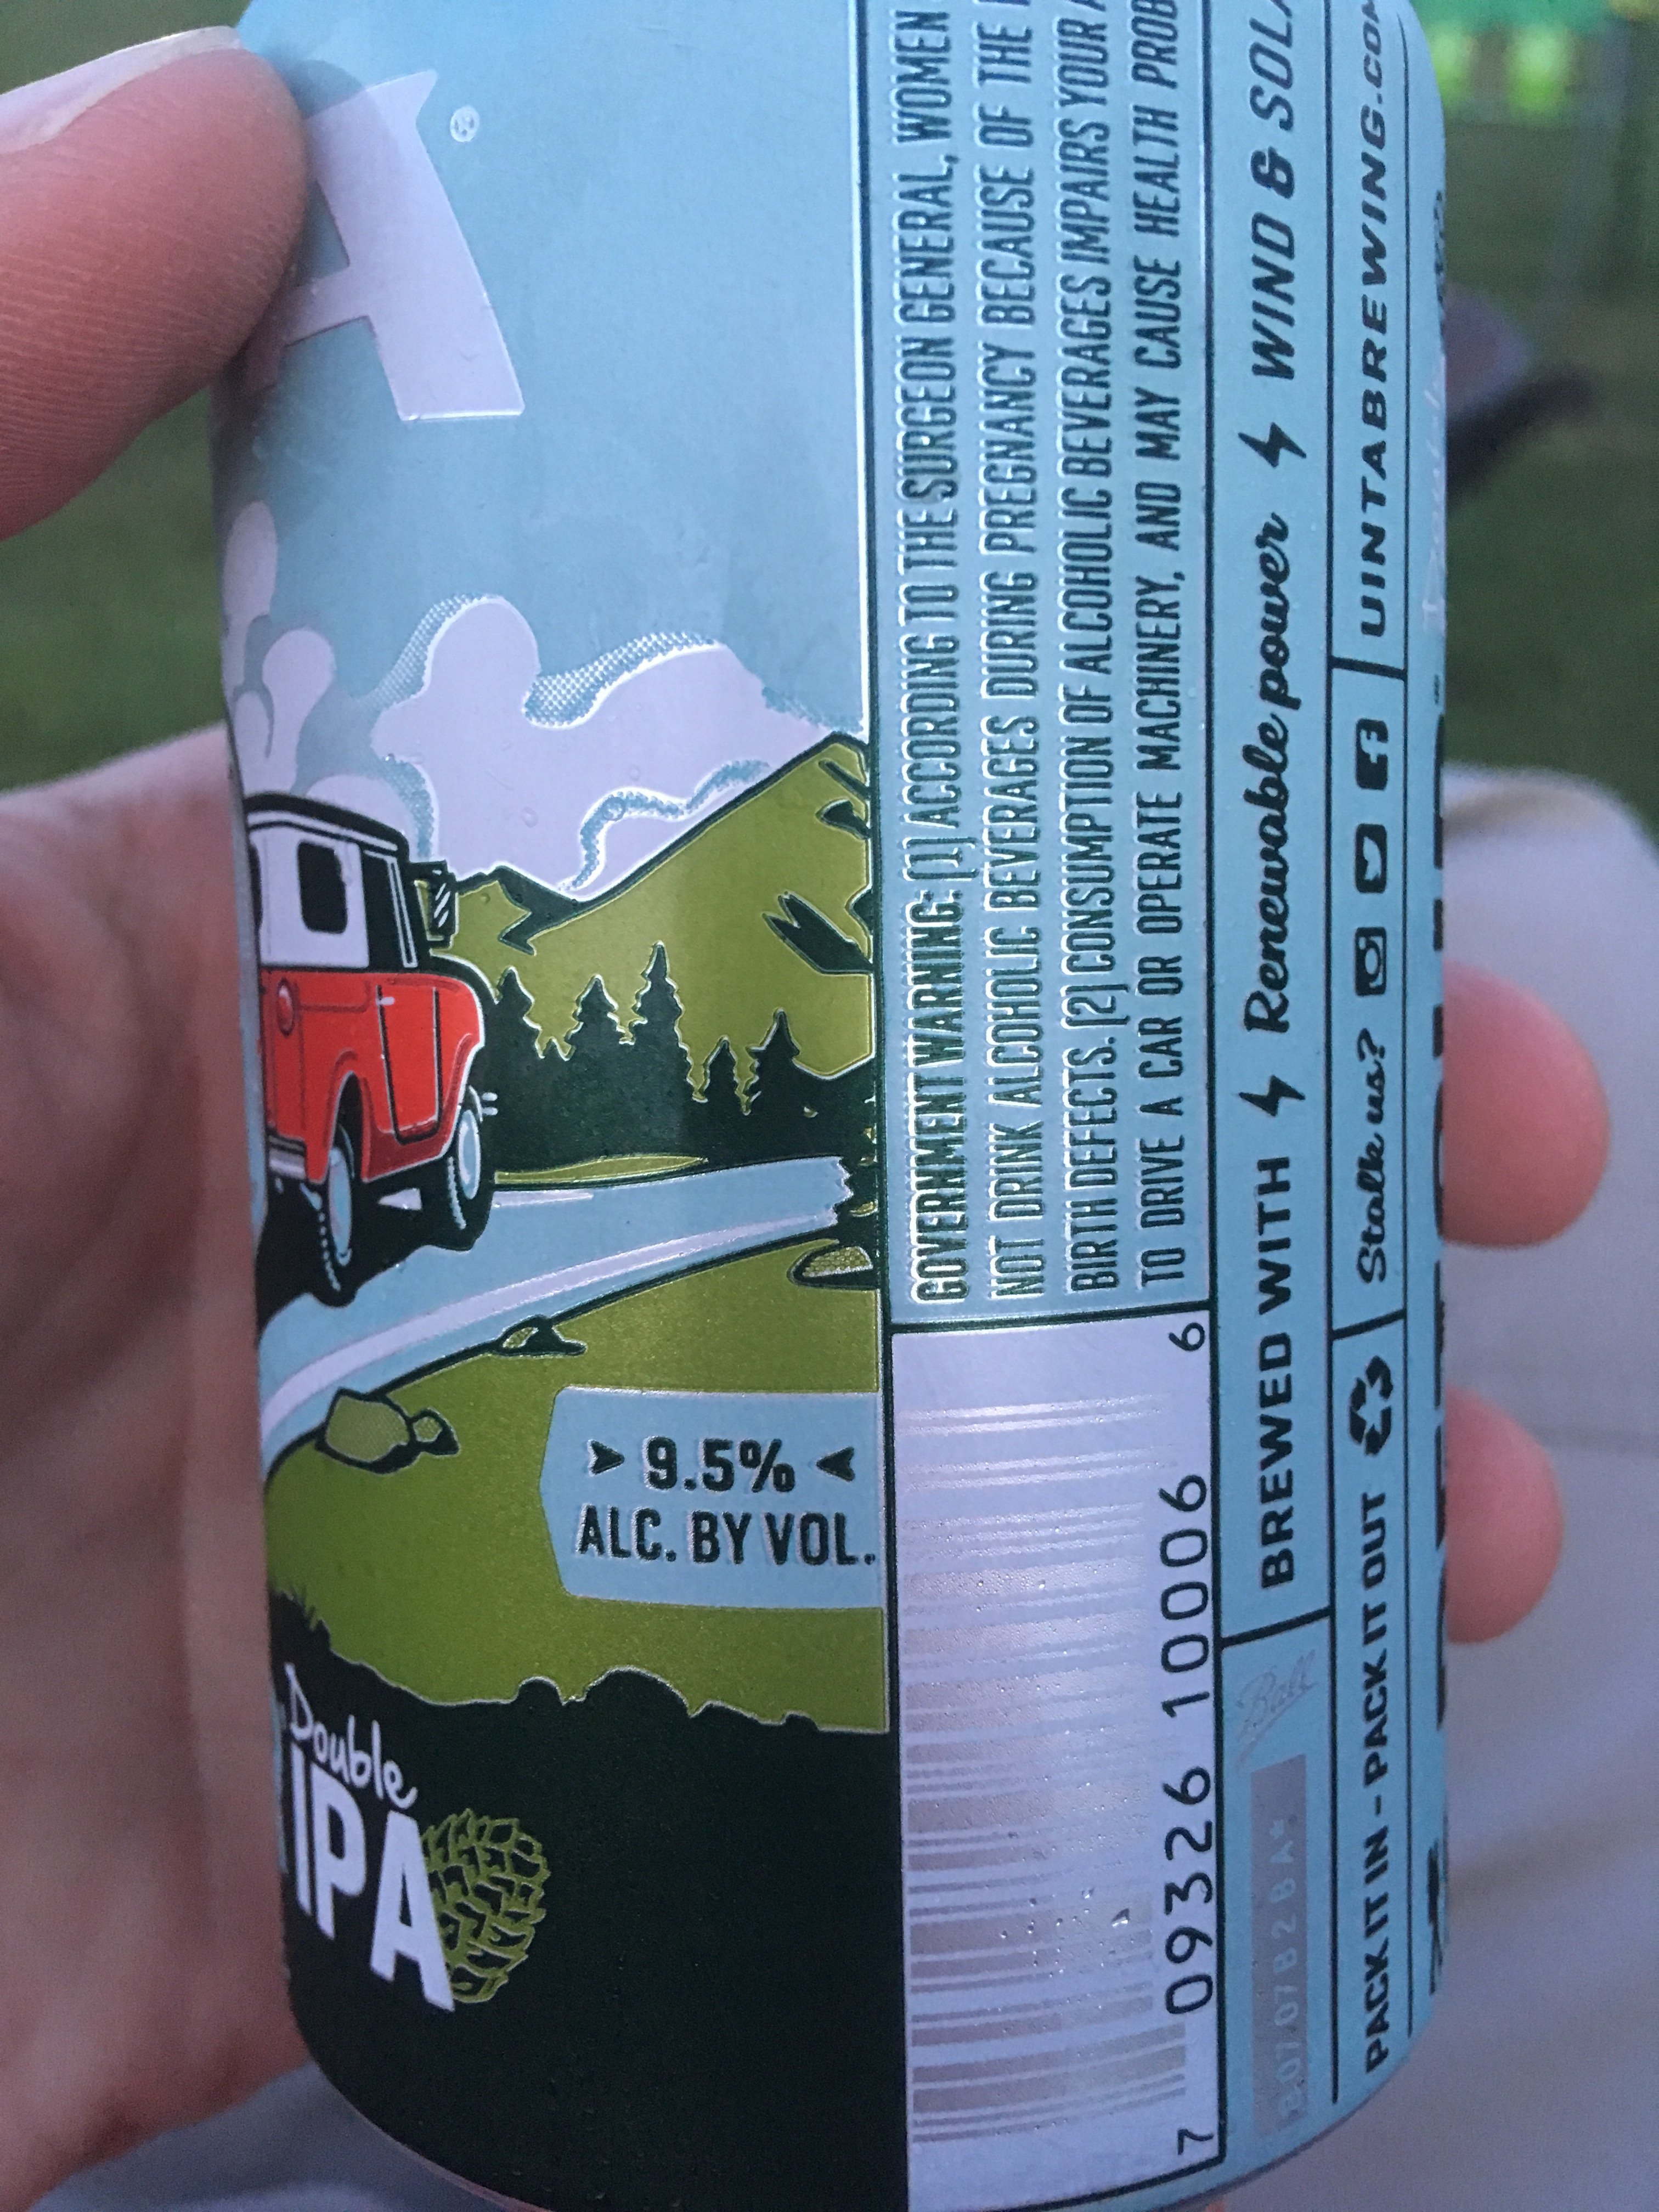 A®
9.5%
ALC. BY VOL.
Double
IPA
GOVERNMENT WARNING: (1) ACCORDING TO THE SURGEON GENERAL, WOMEN
NOT DRINK ALCOHOLIC BEVERAGES DURING PREGNANCY BECAUSE OF THE
BIRTH DEFECTS. (2) CONSUMPTION OF ALCOHOLIC BEVERAGES IMPAIRS YOUR
TO DRIVE A CAR OR OPERATE MACHINERY, AND MAY CAUSE HEALTH PROB
7 09326 10006 6
BREWED WITH Renewable power WIND & SOLA
Ball
PACK IT IN - PACK IT OUT Stalk us? UINTABREWING.COM